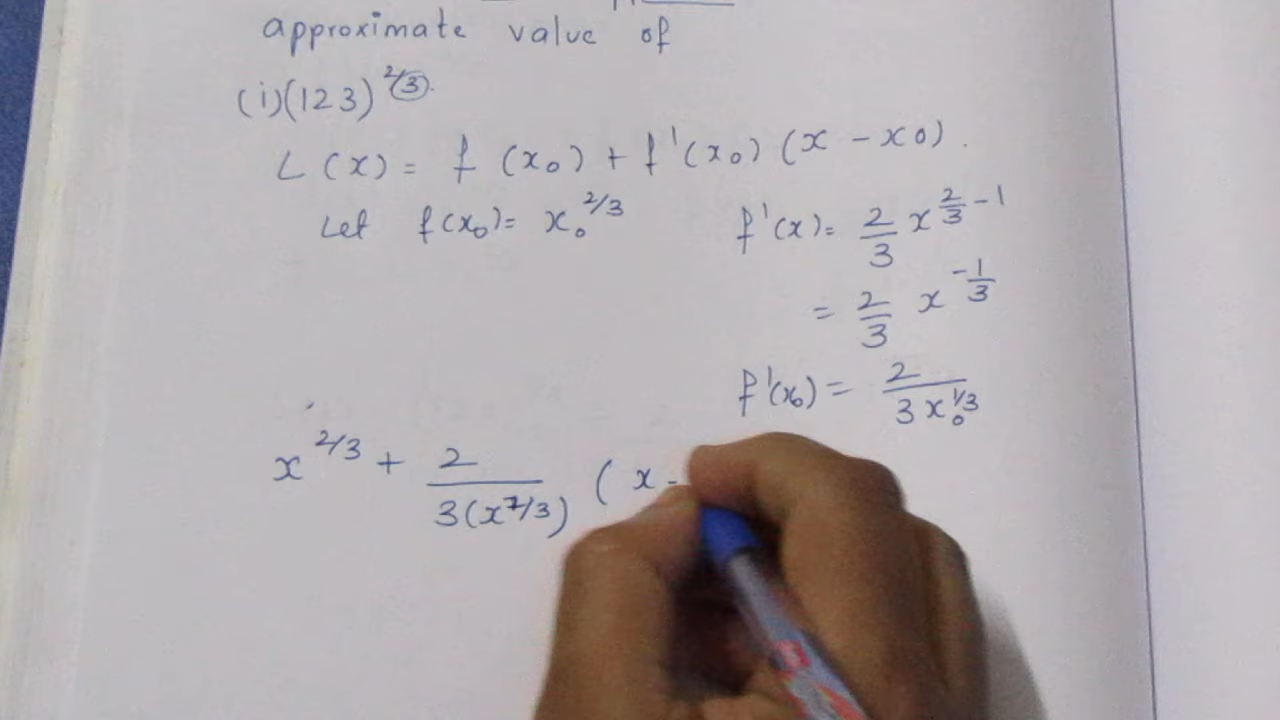 approximate value of
(i)(123)^2/3.
L(x) = f(x₀) + f'(x₀) (x - x0).
Let f(x₀) = x₀^2/3
f'(x) = 2/3 x^(2/3 - 1)
= 2/3 x^-1/3
f'(x₀) = 2/(3x₀^1/3)
x^2/3 + 2/(3(x^1/3)) (x -